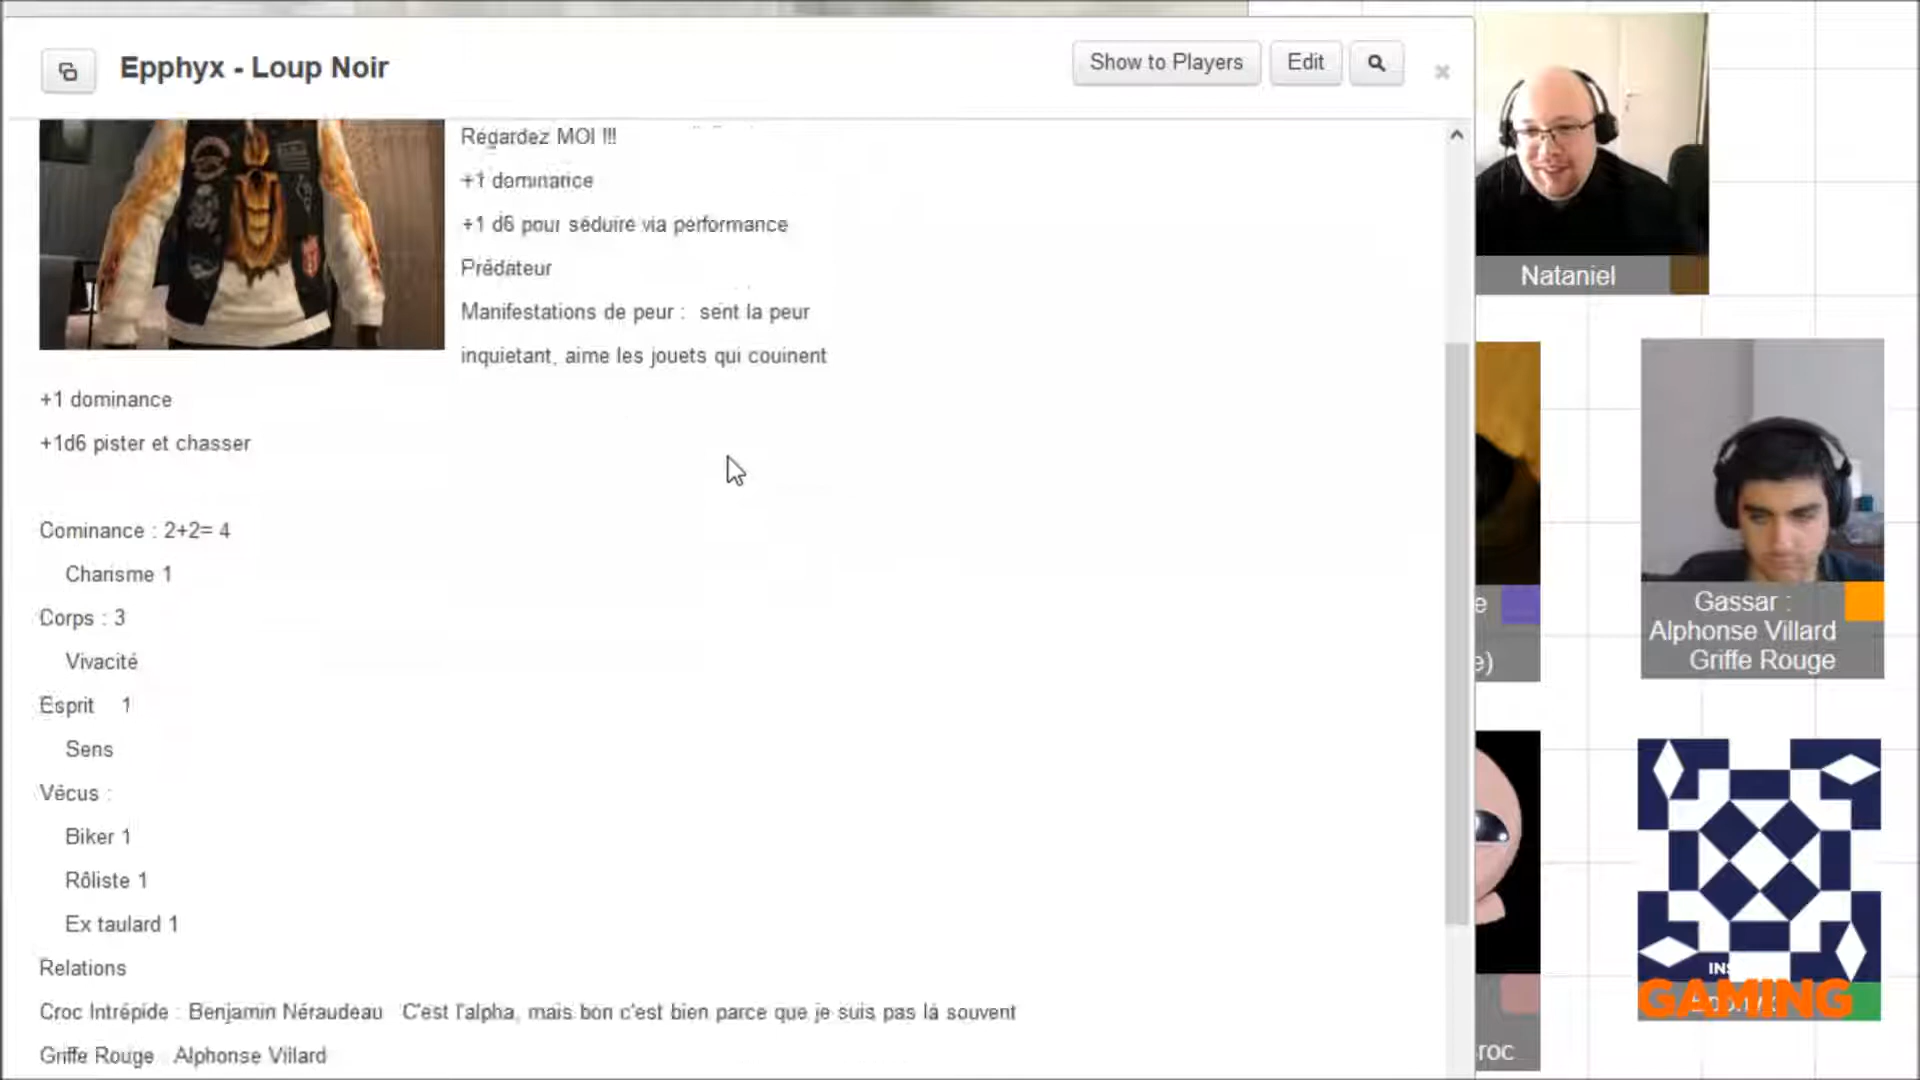 Epphyx - Loup Noir
Show to Players
Edit
Regardez MOI !!!
+1 dominance
+1 d6 pour séduire via performance
Prédateur
Manifestations de peur : sent la peur
inquietant, aime les jouets qui couinent
+1 dominance
+1d6 pister et chasser
Cominance : 2+2= 4
Charisme 1
Corps : 3
Vivacité
Esprit 1
Sens
Vécus :
Biker 1
Rôliste 1
Ex taulard 1
Relations
Croc Intrépide : Benjamin Néraudeau C'est l'alpha, mais bon c'est bien parce que je suis pas là souvent
Griffe Rouge Alphonse Villard
Nataniel
e
e)
Gassar :
Alphonse Villard
Griffe Rouge
roc
INS
GAMING